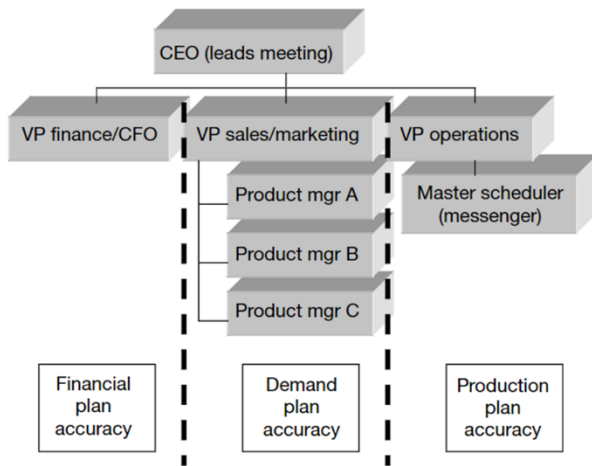 CEO (leads meeting)
VP finance/CFO
VP sales/marketing
VP operations
Product mgr A
Master scheduler
(messenger)
Product mgr B
Product mgr C
Financial
plan
accuracy
Demand
plan
accuracy
Production
plan
accuracy